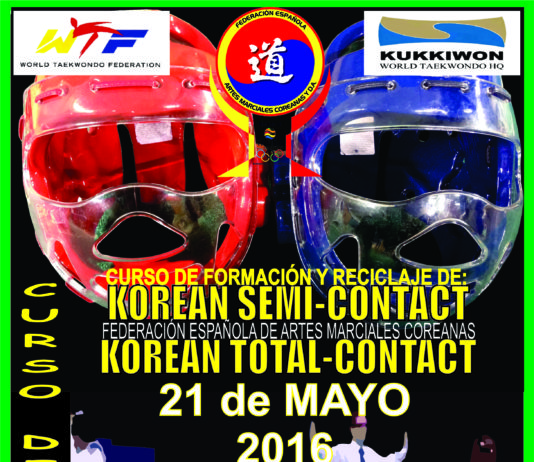 WTF
WORLD TAEKWONDO FEDERATION
FEDERACIÓN ESPAÑOLA
道
ARTES MARCIALES COREANAS Y D.A.
KUKKIWON
WORLD TAEKWONDO HQ
CURSO DE FORMACIÓN Y RECICLAJE DE:
KOREAN SEMI-CONTACT
FEDERACIÓN ESPAÑOLA DE ARTES MARCIALES COREANAS
KOREAN TOTAL-CONTACT
21 de MAYO
2016
CURSO DE